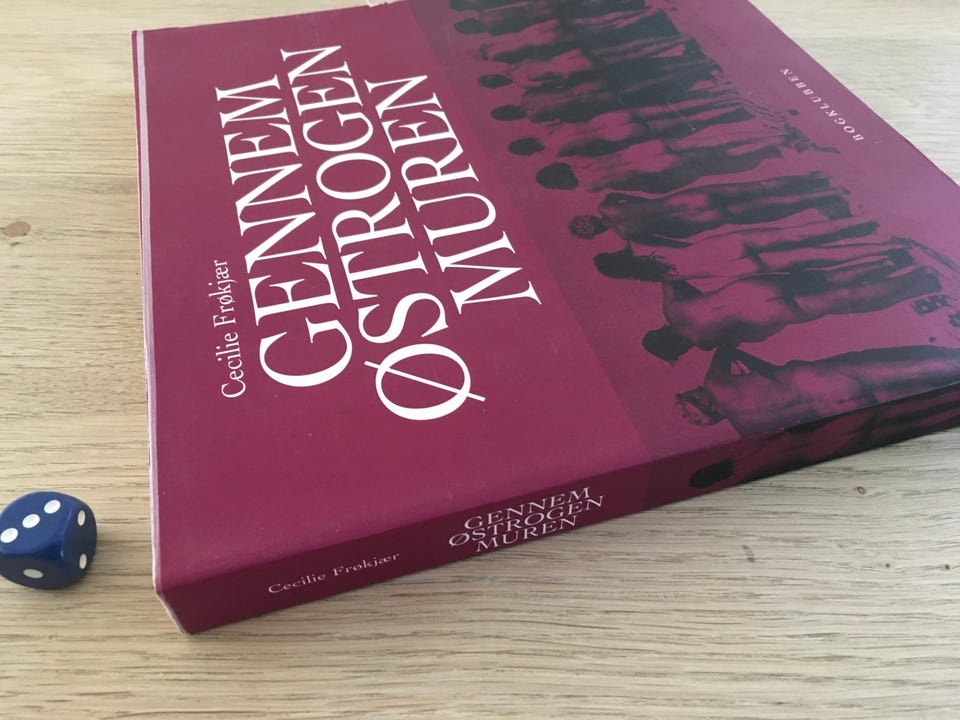 Cecilie Frøkjær
GENNEM
ØSTROGEN
MUREN
BOGKLUBBEN
Cecilie Frøkjær
GENNEM
ØSTROGEN
MUREN